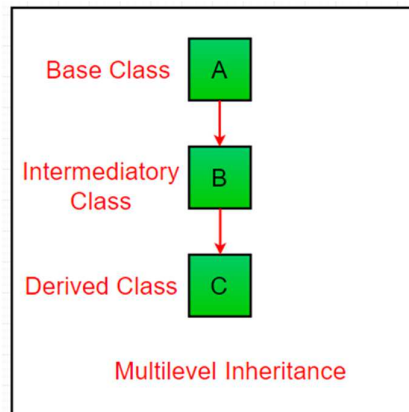 Base Class
A
Intermediatory
Class
B
Derived Class
C
Multilevel Inheritance